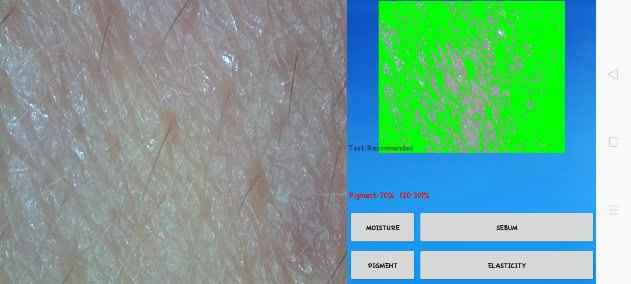 Test:Recommended
Pigment: 70% (20-30)%
MOISTURE
SEBUM
PIGMENT
ELASTICITY